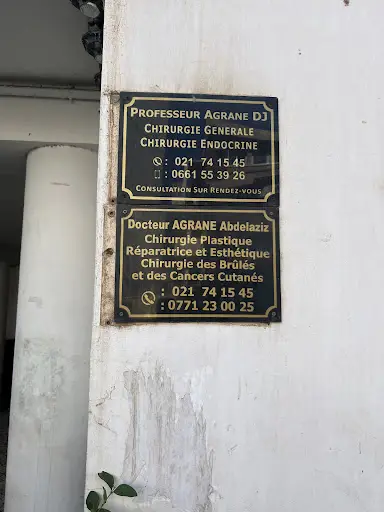 PROFESSEUR AGRANE DJ
CHIRURGIE GENERALE
CHIRURGIE ENDOCRINE
: 021 74 15 45
: 0661 55 39 26
CONSULTATION SUR RENDEZ-VOUS
Docteur AGRANE Abdelaziz
Chirurgie Plastique
Réparatrice et Esthétique
Chirurgie des Brûlés
et des Cancers Cutanés
: 021 74 15 45
: 0771 23 00 25